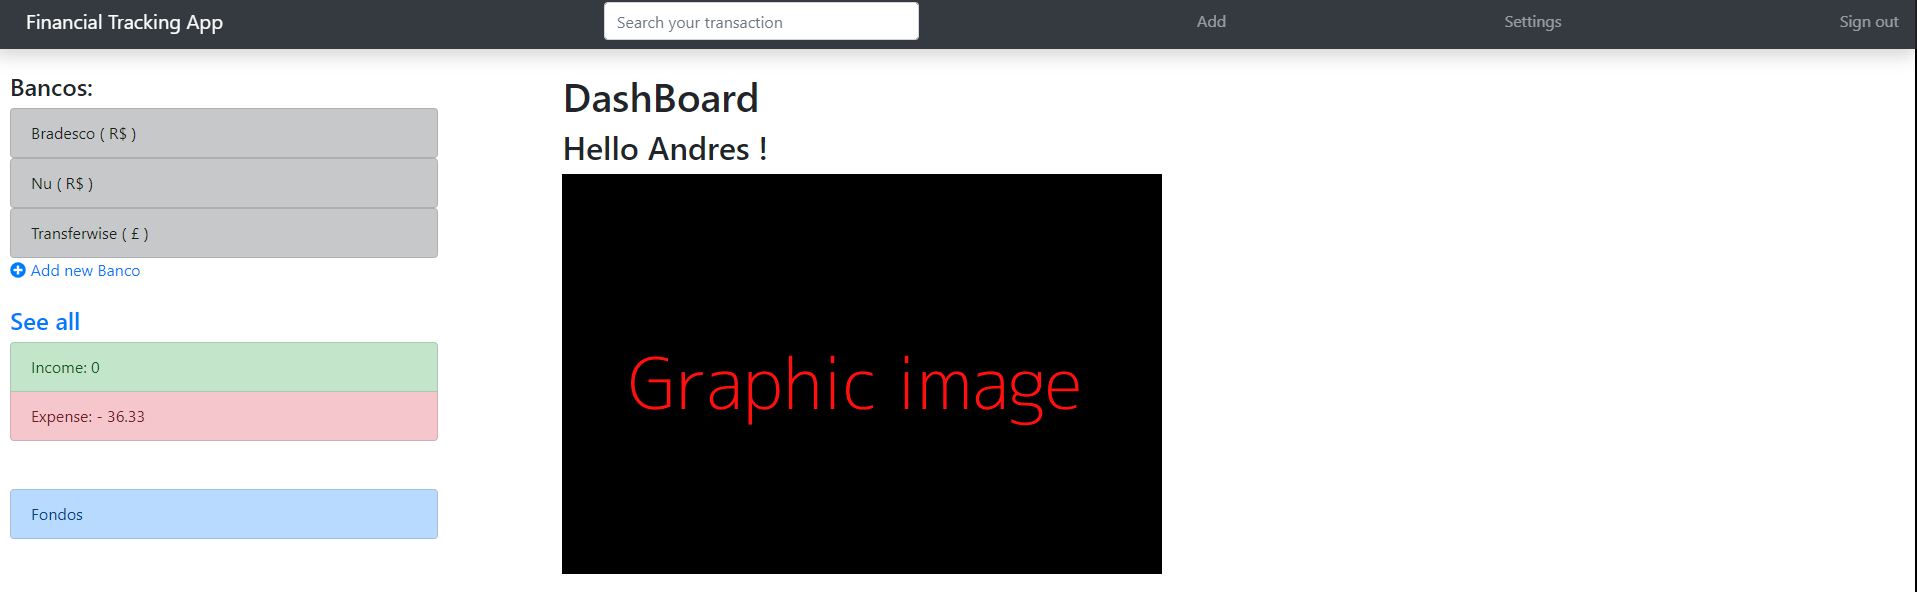 Financial Tracking App
Search your transaction
Add
Settings
Sign out
Bancos:
Bradesco ( R$ )
Nu ( R$ )
Transferwise ( £ )
Add new Banco
See all
Income: 0
Expense: - 36.33
Fondos
DashBoard
Hello Andres !
Graphic image